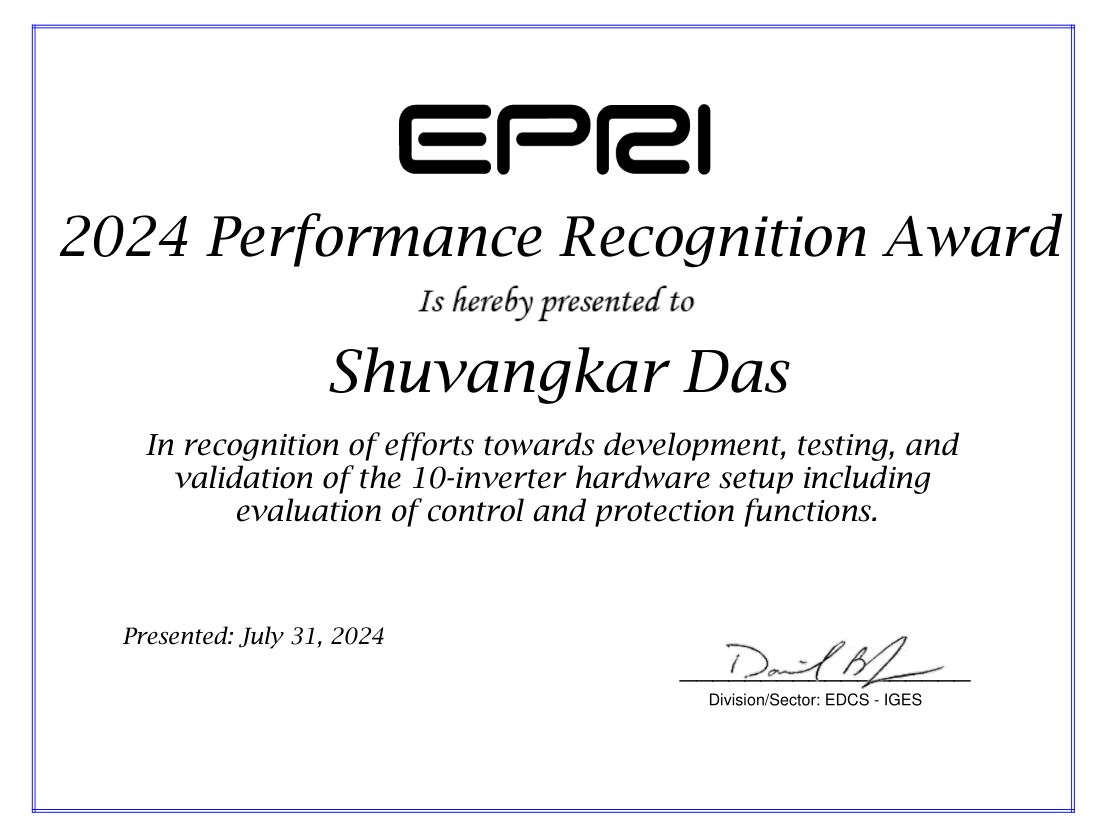 EPRI
2024 Performance Recognition Award
Is hereby presented to
Shuvangkar Das
In recognition of efforts towards development, testing, and
validation of the 10-inverter hardware setup including
evaluation of control and protection functions.
Presented: July 31, 2024
Division/Sector: EDCS - IGES